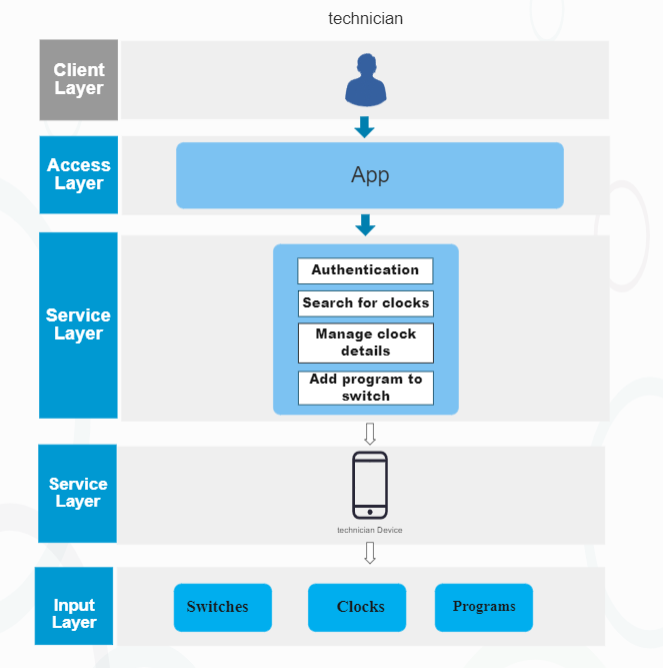 technician
Client
Layer
Access
Layer
App
Service
Layer
Authentication
Search for clocks
Manage clock
details
Add program to
switch
Service
Layer
technician Device
Input
Layer
Switches
Clocks
Programs